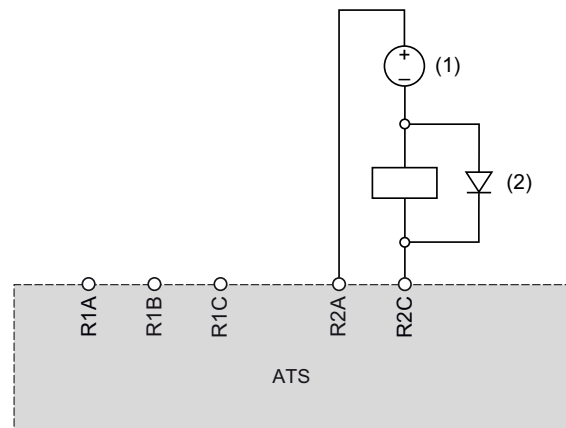 +
(1)
−
(2)
R1A
R1B
R1C
R2A
R2C
ATS